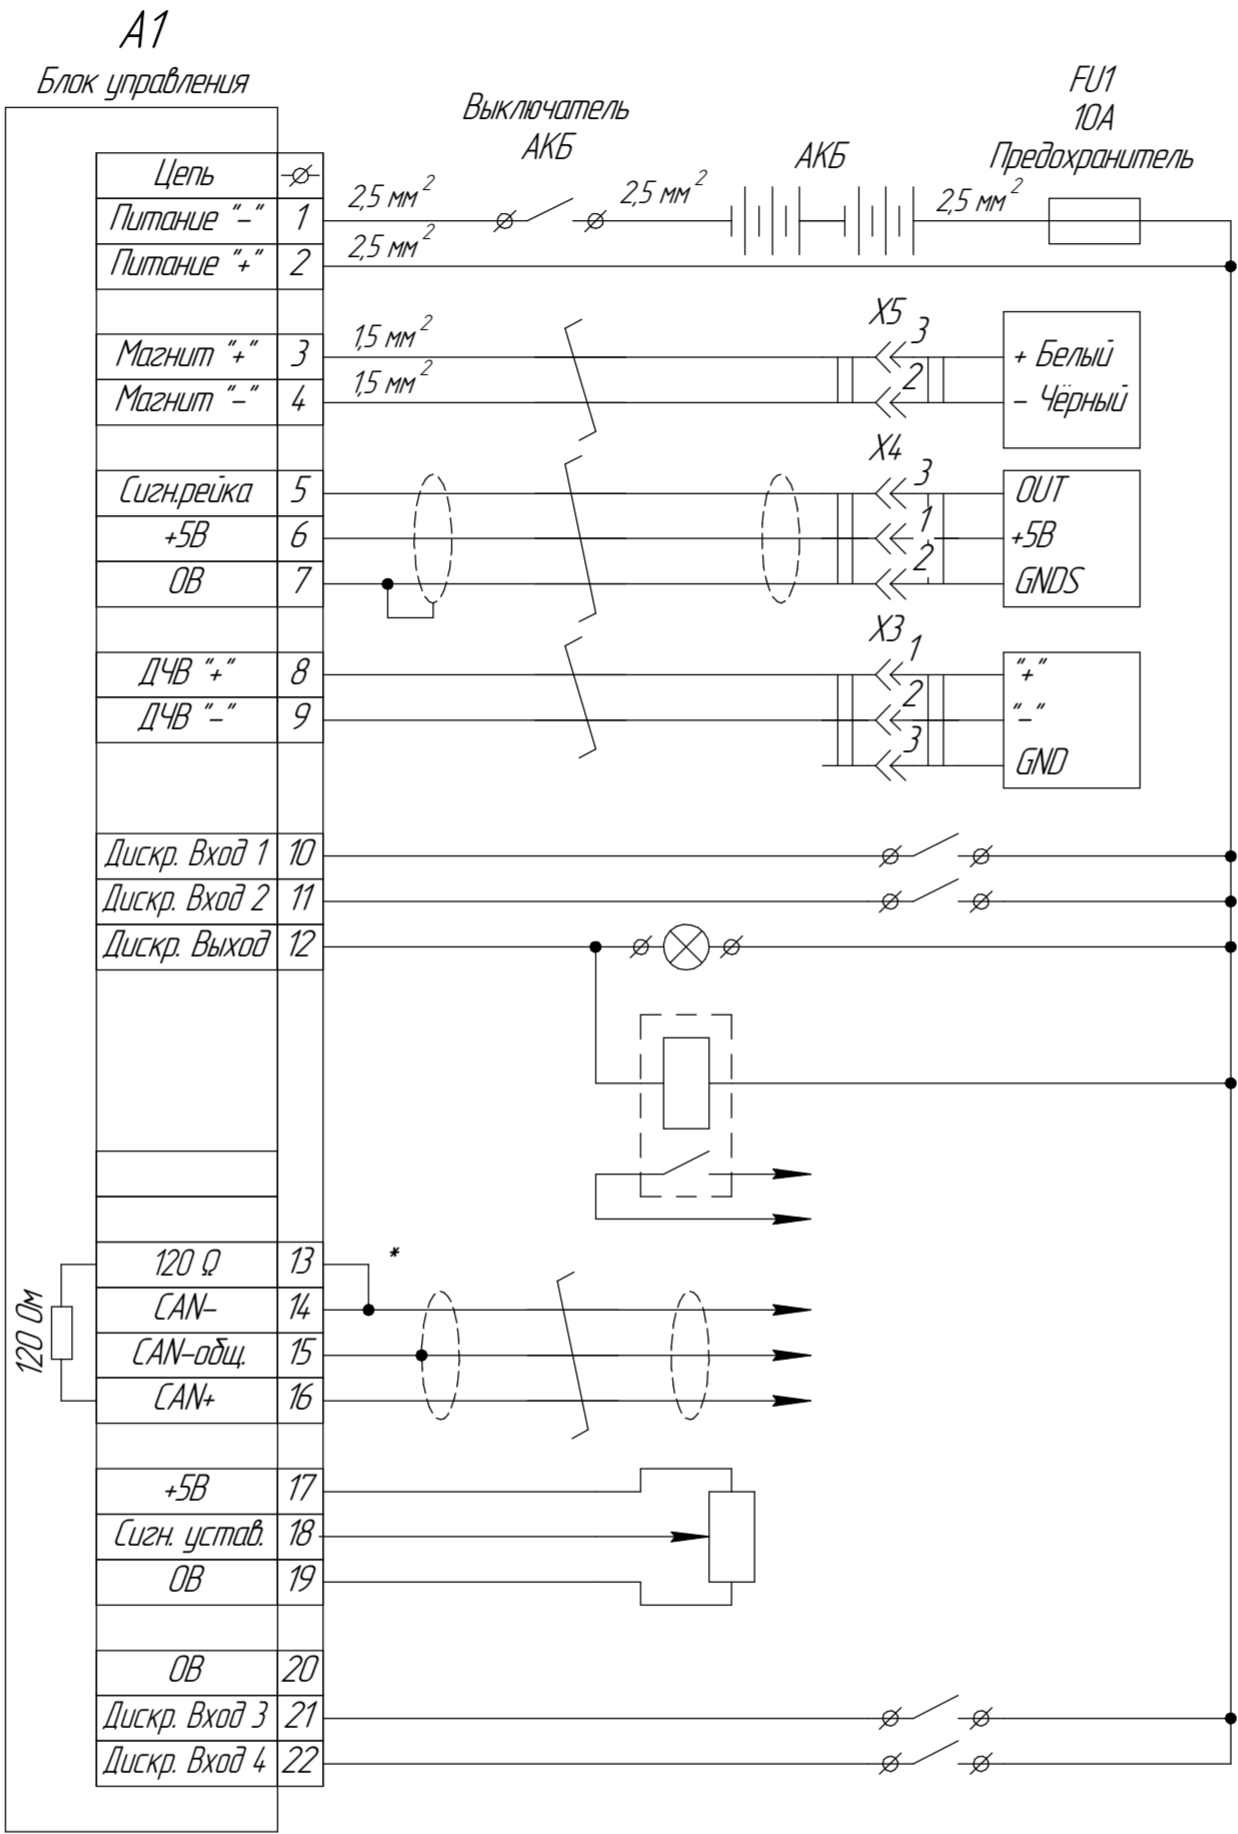 А1
Блок управления
Выключатель
АКБ
АКБ
FU1
10А
Предохранитель
Цепь
Питание "–" 1 2,5 мм² 2,5 мм² 2,5 мм²
Питание "+" 2 2,5 мм²
Магнит "+" 3 1,5 мм² X5 3 + Белый
Магнит "–" 4 1,5 мм² 2 – Чёрный
X4
Сигн.рейка 5 3 OUT
+5В 6 1 +5В
0В 7 2 GNDS
X3
ДЧВ "+" 8 1 "+"
ДЧВ "–" 9 2 "–"
3 GND
Дискр. Вход 1 10
Дискр. Вход 2 11
Дискр. Выход 12
120 Ω 13 *
CAN– 14
CAN–общ. 15
CAN+ 16
120 Ом
+5В 17
Сигн. устав. 18
0В 19
0В 20
Дискр. Вход 3 21
Дискр. Вход 4 22